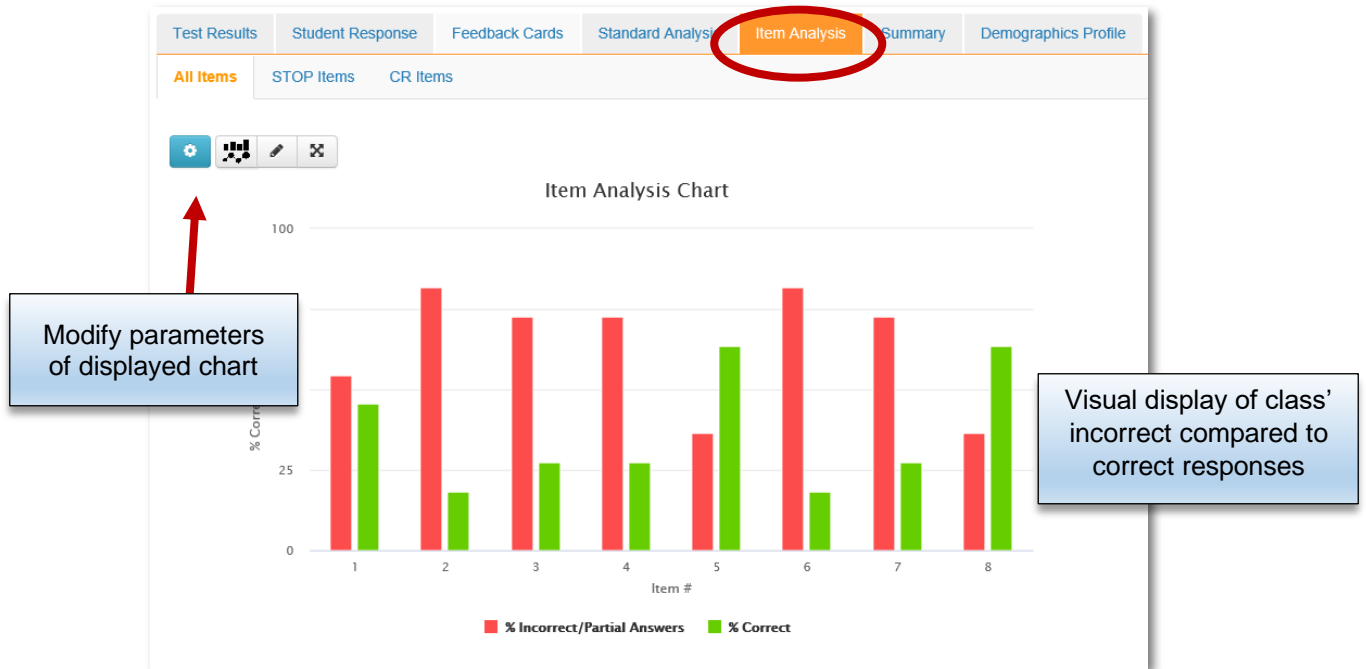 Test Results Student Response Feedback Cards Standard Analysis Item Analysis Summary Demographics Profile
All Items STOP Items CR Items
Item Analysis Chart
100
Modify parameters
of displayed chart
% Corre
Visual display of class’
incorrect compared to
correct responses
25
0
1 2 3 4 5 6 7 8
Item #
% Incorrect/Partial Answers % Correct